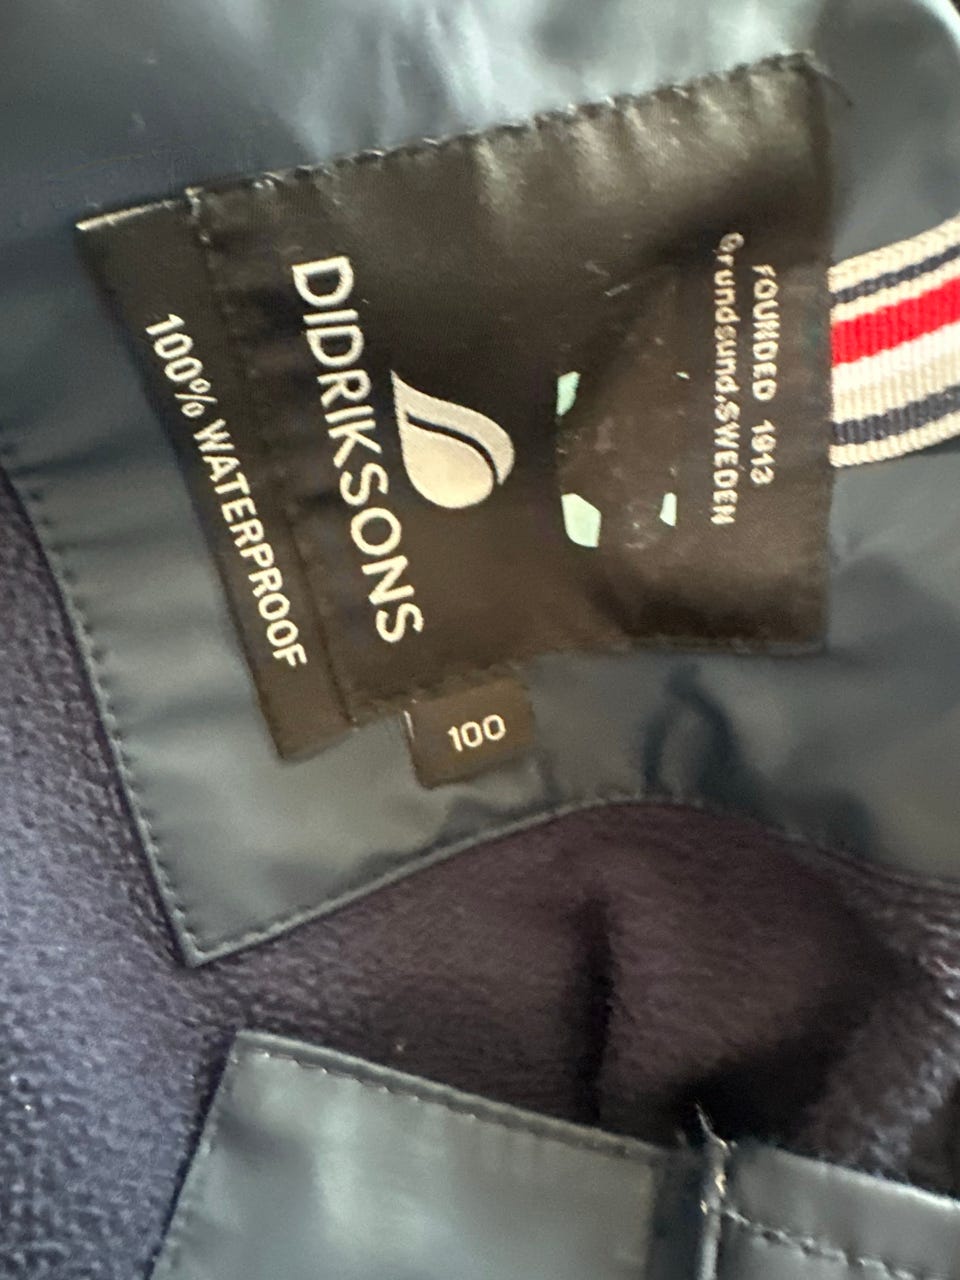 FOUNDED 1913
Grundsund.SWEDEN
DIDRIKSONS
100% WATERPROOF
100